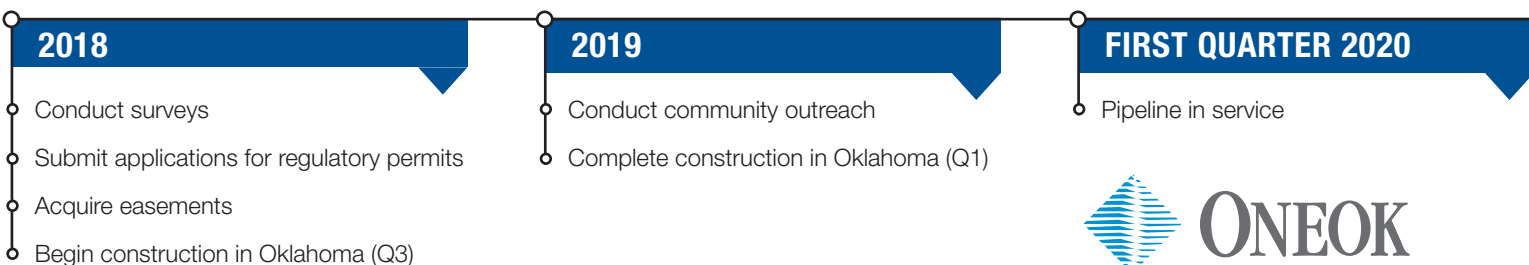 2018
Conduct surveys
Submit applications for regulatory permits
Acquire easements
Begin construction in Oklahoma (Q3)
2019
Conduct community outreach
Complete construction in Oklahoma (Q1)
FIRST QUARTER 2020
Pipeline in service
ONEOK